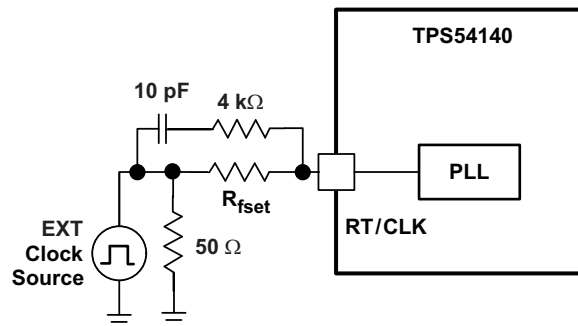 TPS54140
10 pF
4 kΩ
PLL
R_fset
RT/CLK
EXT
Clock
Source
50 Ω